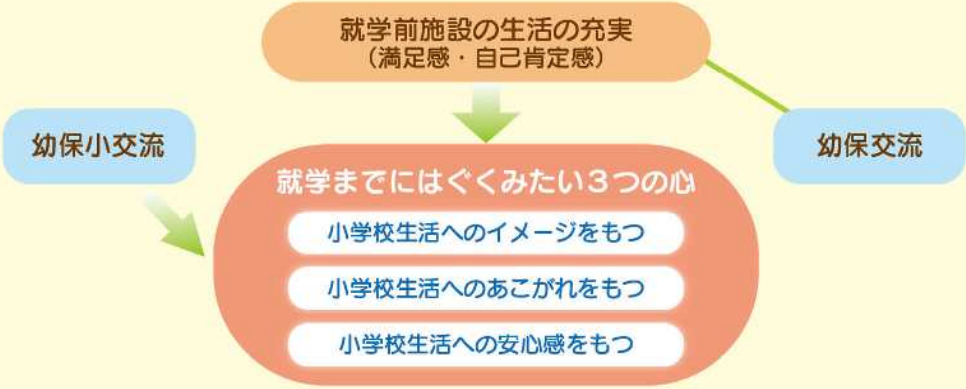 就学前施設の生活の充実
（満足感・自己肯定感）
幼保小交流
幼保交流
就学までにはぐくみたい３つの心
小学校生活へのイメージをもつ
小学校生活へのあこがれをもつ
小学校生活への安心感をもつ